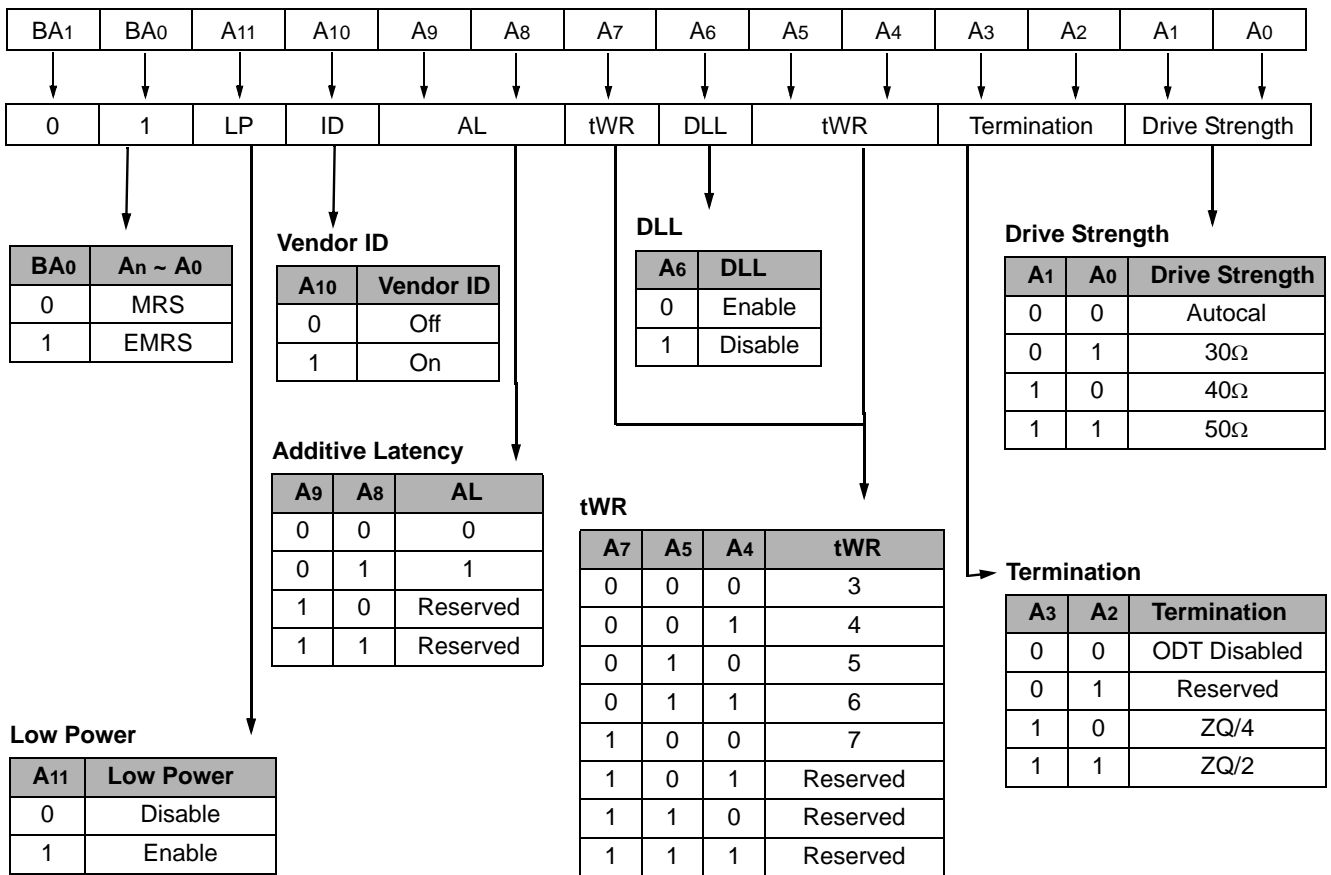 BA1 BA0 A11 A10 A9 A8 A7 A6 A5 A4 A3 A2 A1 A0
0 1 LP ID AL tWR DLL tWR Termination Drive Strength
BA0 An ~ A0
0 MRS
1 EMRS
Vendor ID
A10 Vendor ID
0 Off
1 On
DLL
A6 DLL
0 Enable
1 Disable
Drive Strength
A1 A0 Drive Strength
0 0 Autocal
0 1 30Ω
1 0 40Ω
1 1 50Ω
Additive Latency
A9 A8 AL
0 0 0
0 1 1
1 0 Reserved
1 1 Reserved
tWR
A7 A5 A4 tWR
0 0 0 3
0 0 1 4
0 1 0 5
0 1 1 6
1 0 0 7
1 0 1 Reserved
1 1 0 Reserved
1 1 1 Reserved
Termination
A3 A2 Termination
0 0 ODT Disabled
0 1 Reserved
1 0 ZQ/4
1 1 ZQ/2
Low Power
A11 Low Power
0 Disable
1 Enable